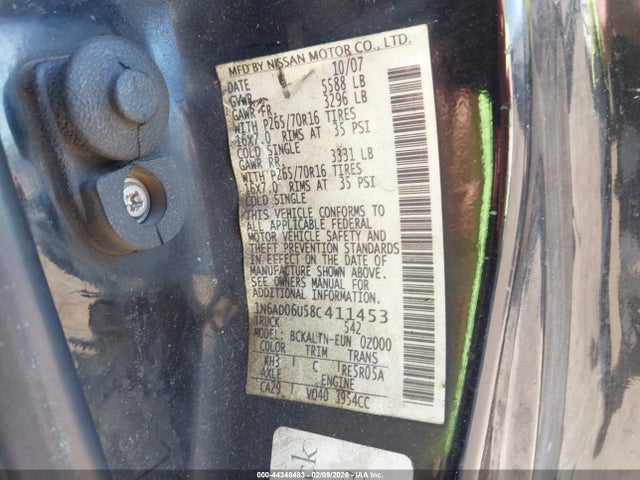 MFD BY NISSAN MOTOR CO., LTD.
DATE 10/07
GVWR 5588 LB
GAWR FR 3296 LB
WITH P265/70R16 TIRES
16X7.0 RIMS AT 35 PSI
COLD SINGLE
GAWR RR 3331 LB
WITH P265/70R16 TIRES
16X7.0 RIMS AT 35 PSI
COLD SINGLE
THIS VEHICLE CONFORMS TO
ALL APPLICABLE FEDERAL
MOTOR VEHICLE SAFETY AND
THEFT PREVENTION STANDARDS
IN EFFECT ON THE DATE OF
MANUFACTURE SHOWN ABOVE.
SEE OWNERS MANUAL FOR
ADDITIONAL INFORMATION.
1N6AD06U58C411453
TRUCK 542
MODEL: BCKALTN-EUN 0Z000
COLOR TRIM TRANS
KH3 C RE5R05A
AXLE ENGINE
CA29 VQ40 3954CC
000-44348483 - 02/09/2026 - IAAI.COM